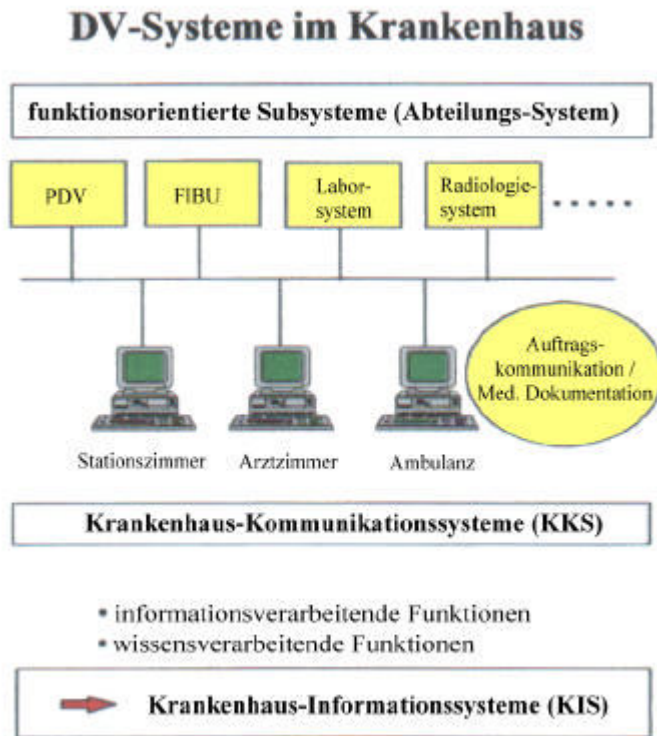 DV-Systeme im Krankenhaus
funktionsorientierte Subsysteme (Abteilungs-System)
PDV
FIBU
Labor-
system
Radiologie-
system
Auftrags-
kommunikation /
Med. Dokumentation
Stationszimmer
Arztzimmer
Ambulanz
Krankenhaus-Kommunikationssysteme (KKS)
• informationsverarbeitende Funktionen
• wissensverarbeitende Funktionen
Krankenhaus-Informationssysteme (KIS)